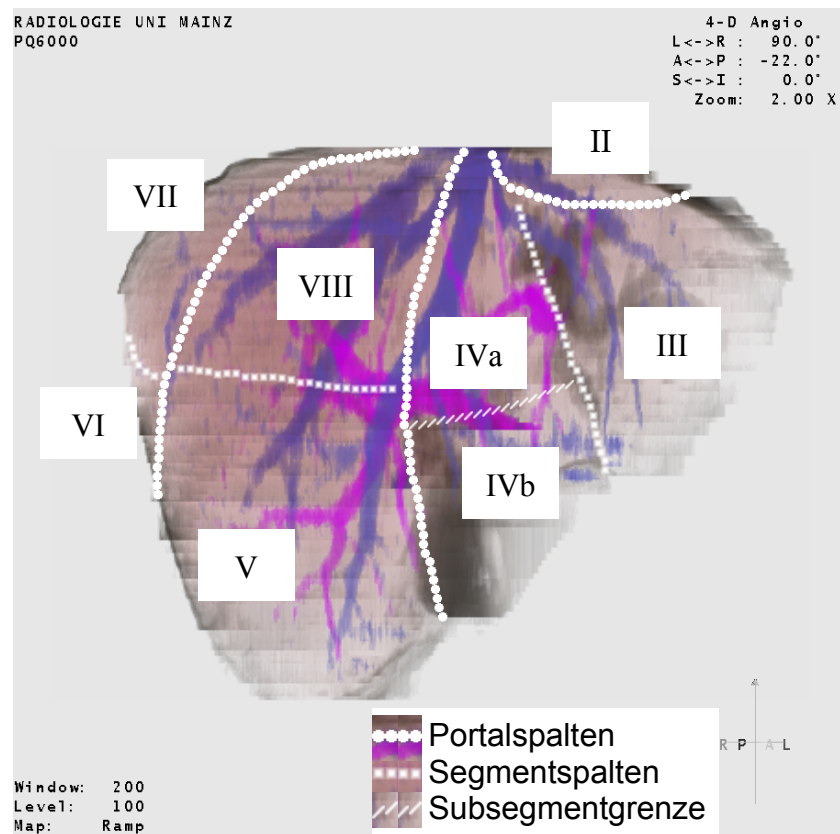 RADIOLOGIE UNI MAINZ
PQ6000
4-D Angio
L<->R : 90.0°
A<->P : -22.0°
S<->I : 0.0°
Zoom: 2.00 X
II
VII
VIII
IVa
III
VI
IVb
V
Portalspalten
Segmentspalten
Subsegmentgrenze
R P A L
Window: 200
Level: 100
Map: Ramp